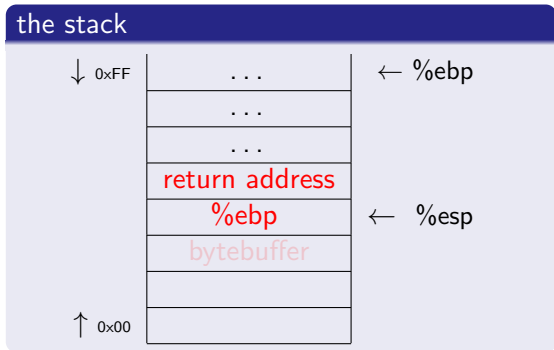 the stack
↓ 0xFF ... ← %ebp
...
...
return address
%ebp ← %esp
bytebuffer
↑ 0x00